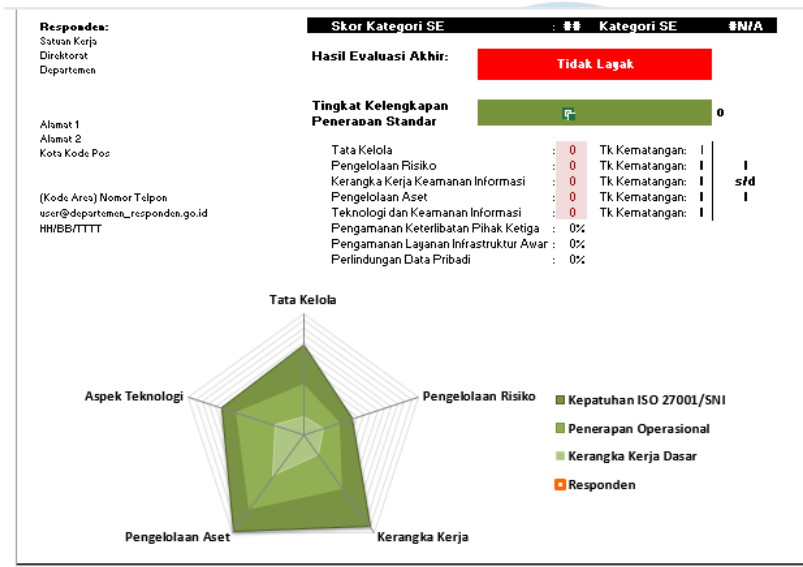 Responden:
Satuan Kerja
Direktorat
Departemen
Alamat 1
Alamat 2
Kota Kode Pos
(Kode Area) Nomor Telpon
user@departemen_responden.go.id
HH/BB/TTTT
Skor Kategori SE : ## Kategori SE #N/A
Hasil Evaluasi Akhir: Tidak Layak
Tingkat Kelengkapan Penerapan Standar 0
Tata Kelola : 0 Tk Kematangan: I
Pengelolaan Risiko : 0 Tk Kematangan: I I
Kerangka Kerja Keamanan Informasi : 0 Tk Kematangan: I s/d
Pengelolaan Aset : 0 Tk Kematangan: I I
Teknologi dan Keamanan Informasi : 0 Tk Kematangan: I
Pengamanan Keterlibatan Pihak Ketiga : 0%
Pengamanan Layanan Infrastruktur Awar : 0%
Perlindungan Data Pribadi : 0%
Tata Kelola
Aspek Teknologi
Pengelolaan Risiko
Pengelolaan Aset
Kerangka Kerja
Kepatuhan ISO 27001/SNI
Penerapan Operasional
Kerangka Kerja Dasar
Responden